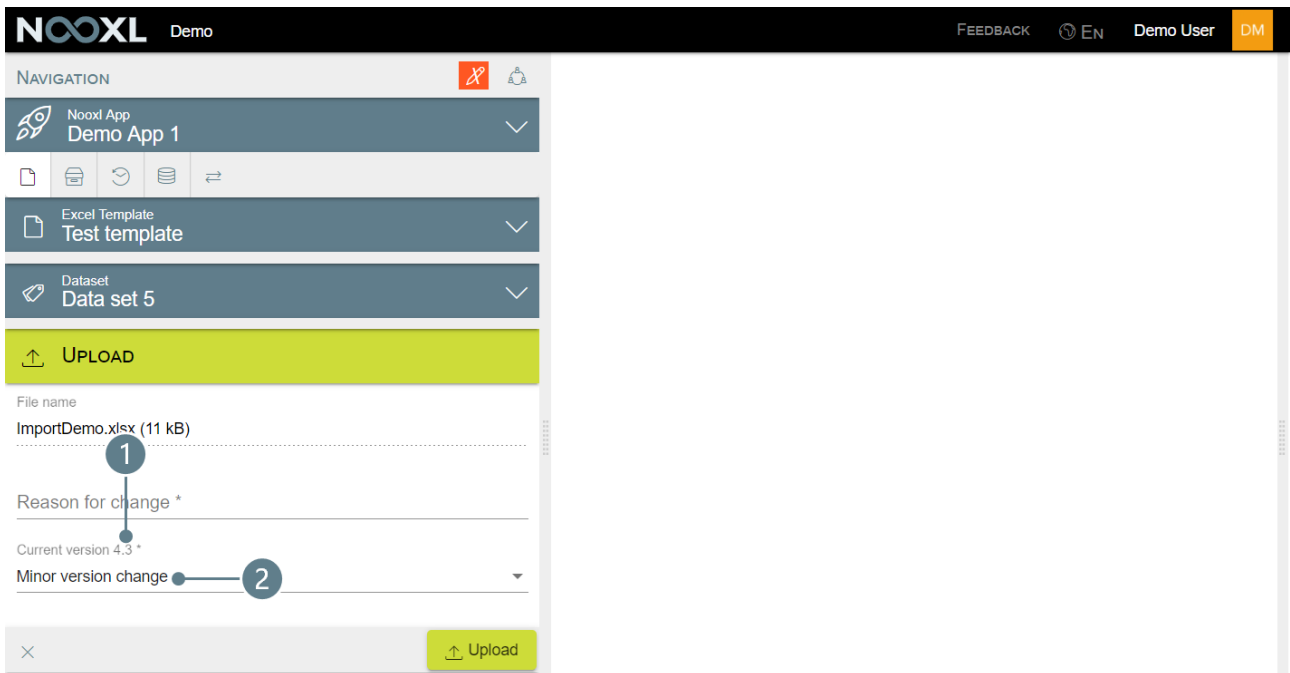 NOOXL Demo FEEDBACK EN Demo User DM
NAVIGATION
Nooxl App
Demo App 1
Excel Template
Test template
Dataset
Data set 5
UPLOAD
File name
ImportDemo.xlsx (11 kB)
1
Reason for change *
Current version 4.3 *
Minor version change 2
Upload